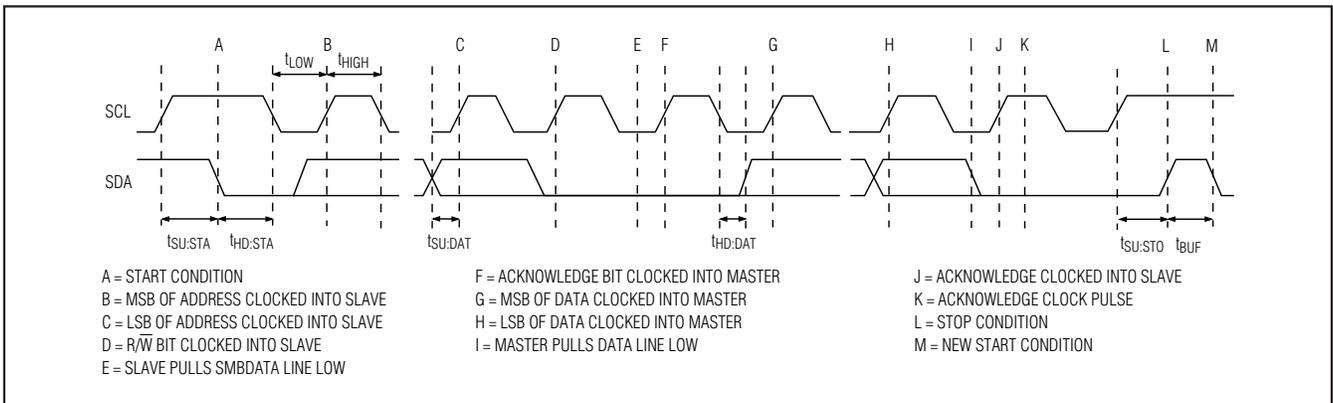 A B C D E F G H I J K L M
tLOW tHIGH
SCL
SDA
tSU:STA tHD:STA tSU:DAT tHD:DAT tSU:STO tBUF
A = START CONDITION
B = MSB OF ADDRESS CLOCKED INTO SLAVE
C = LSB OF ADDRESS CLOCKED INTO SLAVE
D = R/W̅ BIT CLOCKED INTO SLAVE
E = SLAVE PULLS SMBDATA LINE LOW
F = ACKNOWLEDGE BIT CLOCKED INTO MASTER
G = MSB OF DATA CLOCKED INTO MASTER
H = LSB OF DATA CLOCKED INTO MASTER
I = MASTER PULLS DATA LINE LOW
J = ACKNOWLEDGE CLOCKED INTO SLAVE
K = ACKNOWLEDGE CLOCK PULSE
L = STOP CONDITION
M = NEW START CONDITION